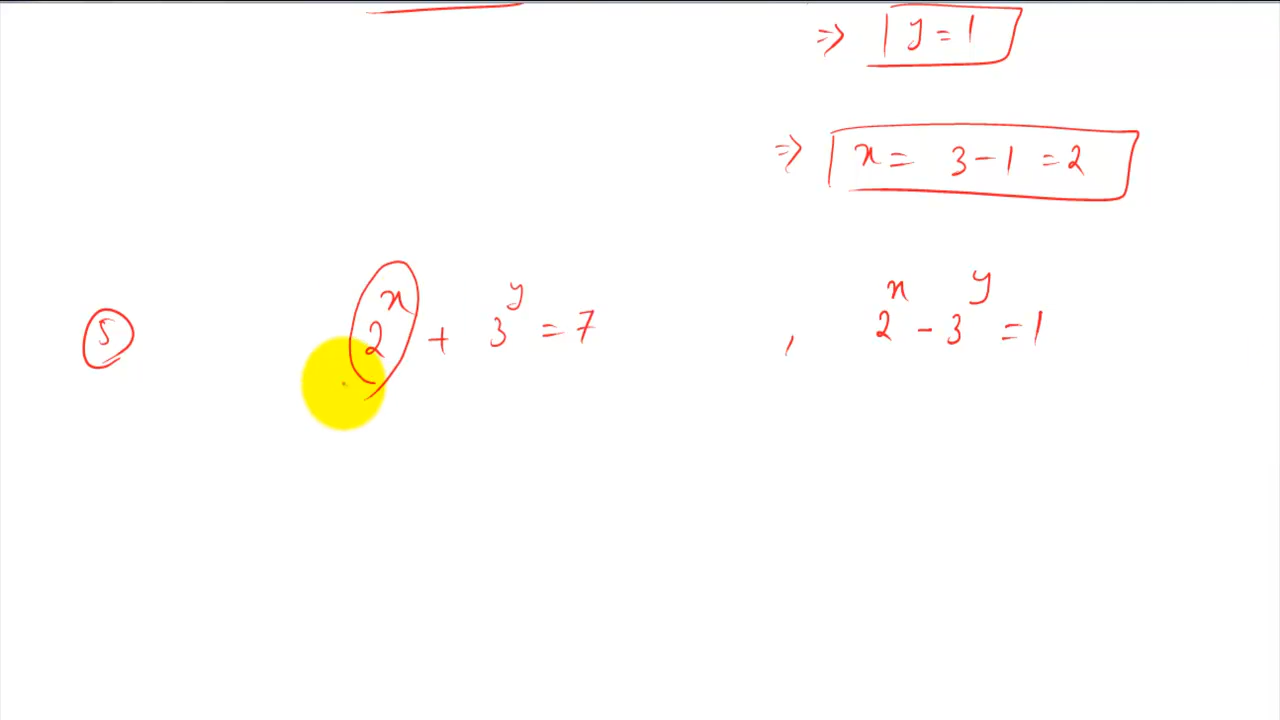 ⇒ y = 1
⇒ x = 3 - 1 = 2
5 2^x + 3^y = 7 , 2^x - 3^y = 1